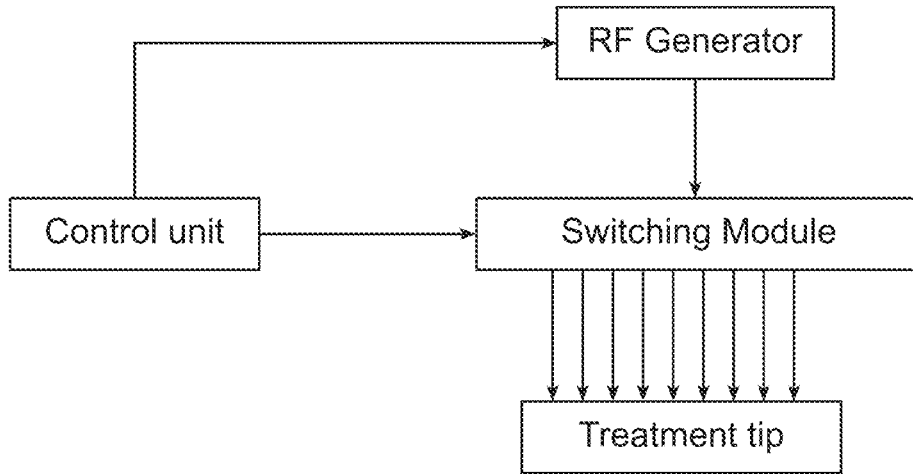 RF Generator
Control unit
Switching Module
Treatment tip